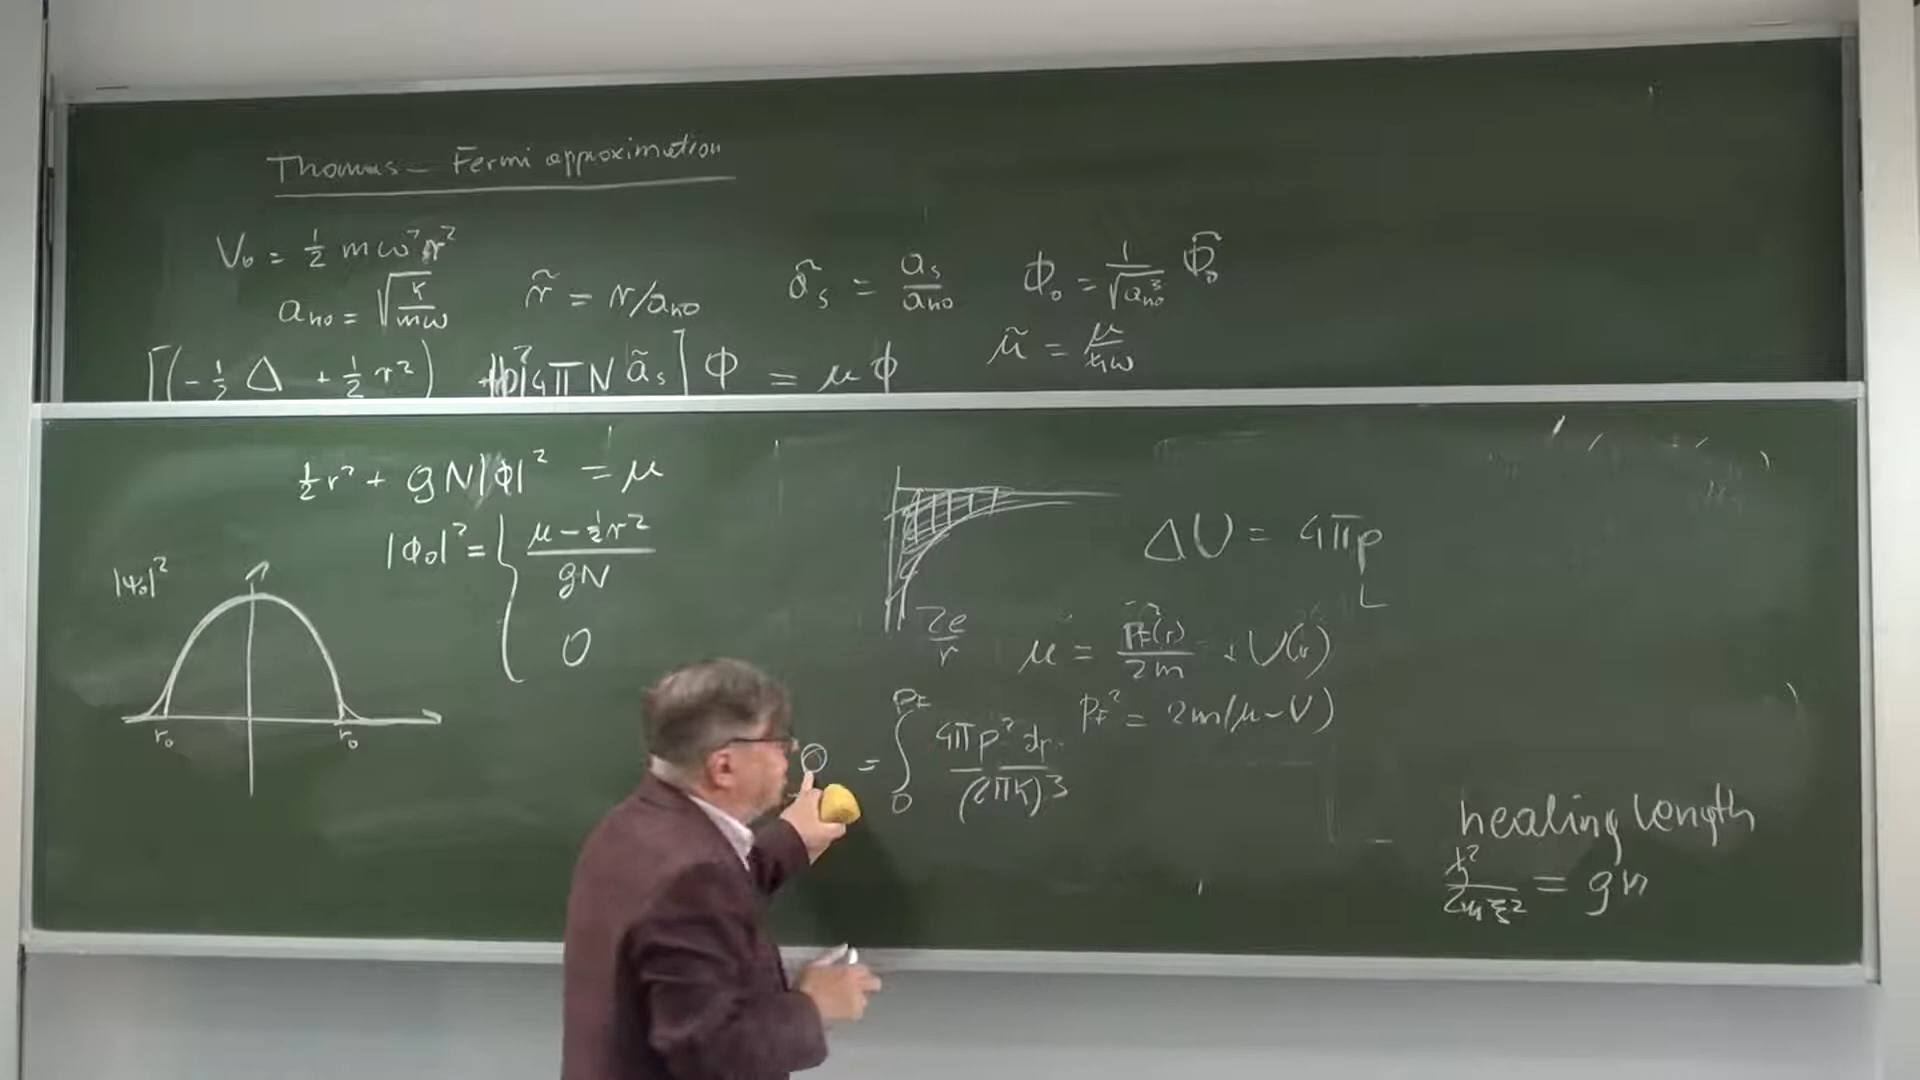 Thomas - Fermi approximation
V₀ = ½ mω²r²
a_ho = √(ħ/mω)
r̃ = r/a_ho
ã_s = a_s/a_ho
Φ₀ = 1/√(a_ho³) Φ̃₀
μ̃ = μ/ħω
[(-½ Δ + ½ r²) 4πN ã_s] Φ = μ Φ
½r² + gN|Φ|² = μ
|Φ₀|² = { (μ - ½r²)/gN
0
|ψ₀|²
r₀ r₀
ΔU = 4πρ
Ze/r
μ = p_F²(r)/2m + U(r)
p_F² = 2m(μ-V)
= ∫₀^{p_F} 4πp² dp/(2πħ)³
healing length
ħ²/2mξ² = gn